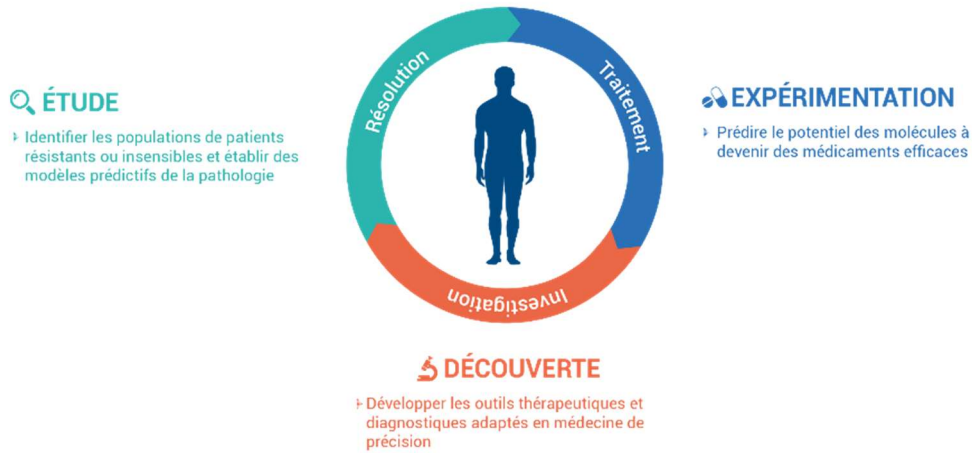 Résolution
Traitement
Investigation
ÉTUDE
Identifier les populations de patients
résistants ou insensibles et établir des
modèles prédictifs de la pathologie
EXPÉRIMENTATION
Prédire le potentiel des molécules à
devenir des médicaments efficaces
DÉCOUVERTE
Développer les outils thérapeutiques et
diagnostiques adaptés en médecine de
précision